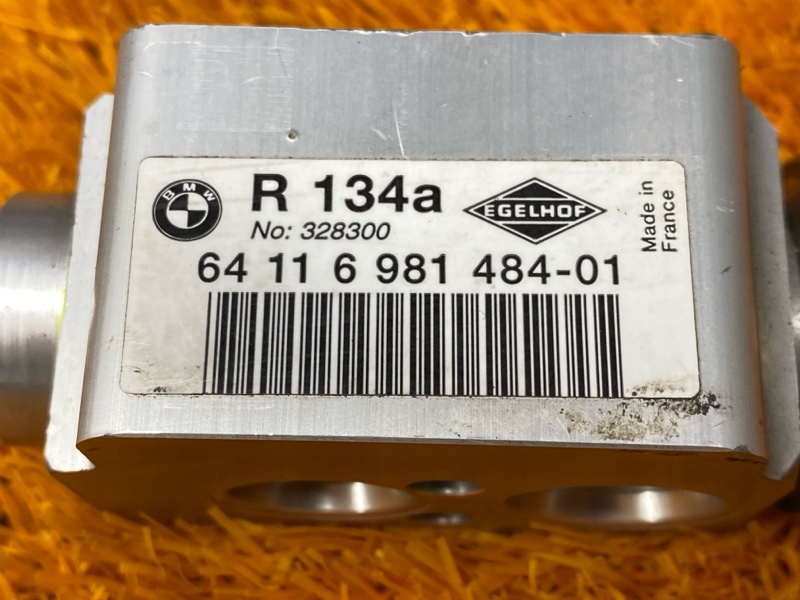 BMW
R 134a
No: 328300
EGELHOF
64 11 6 981 484-01
Made in
France